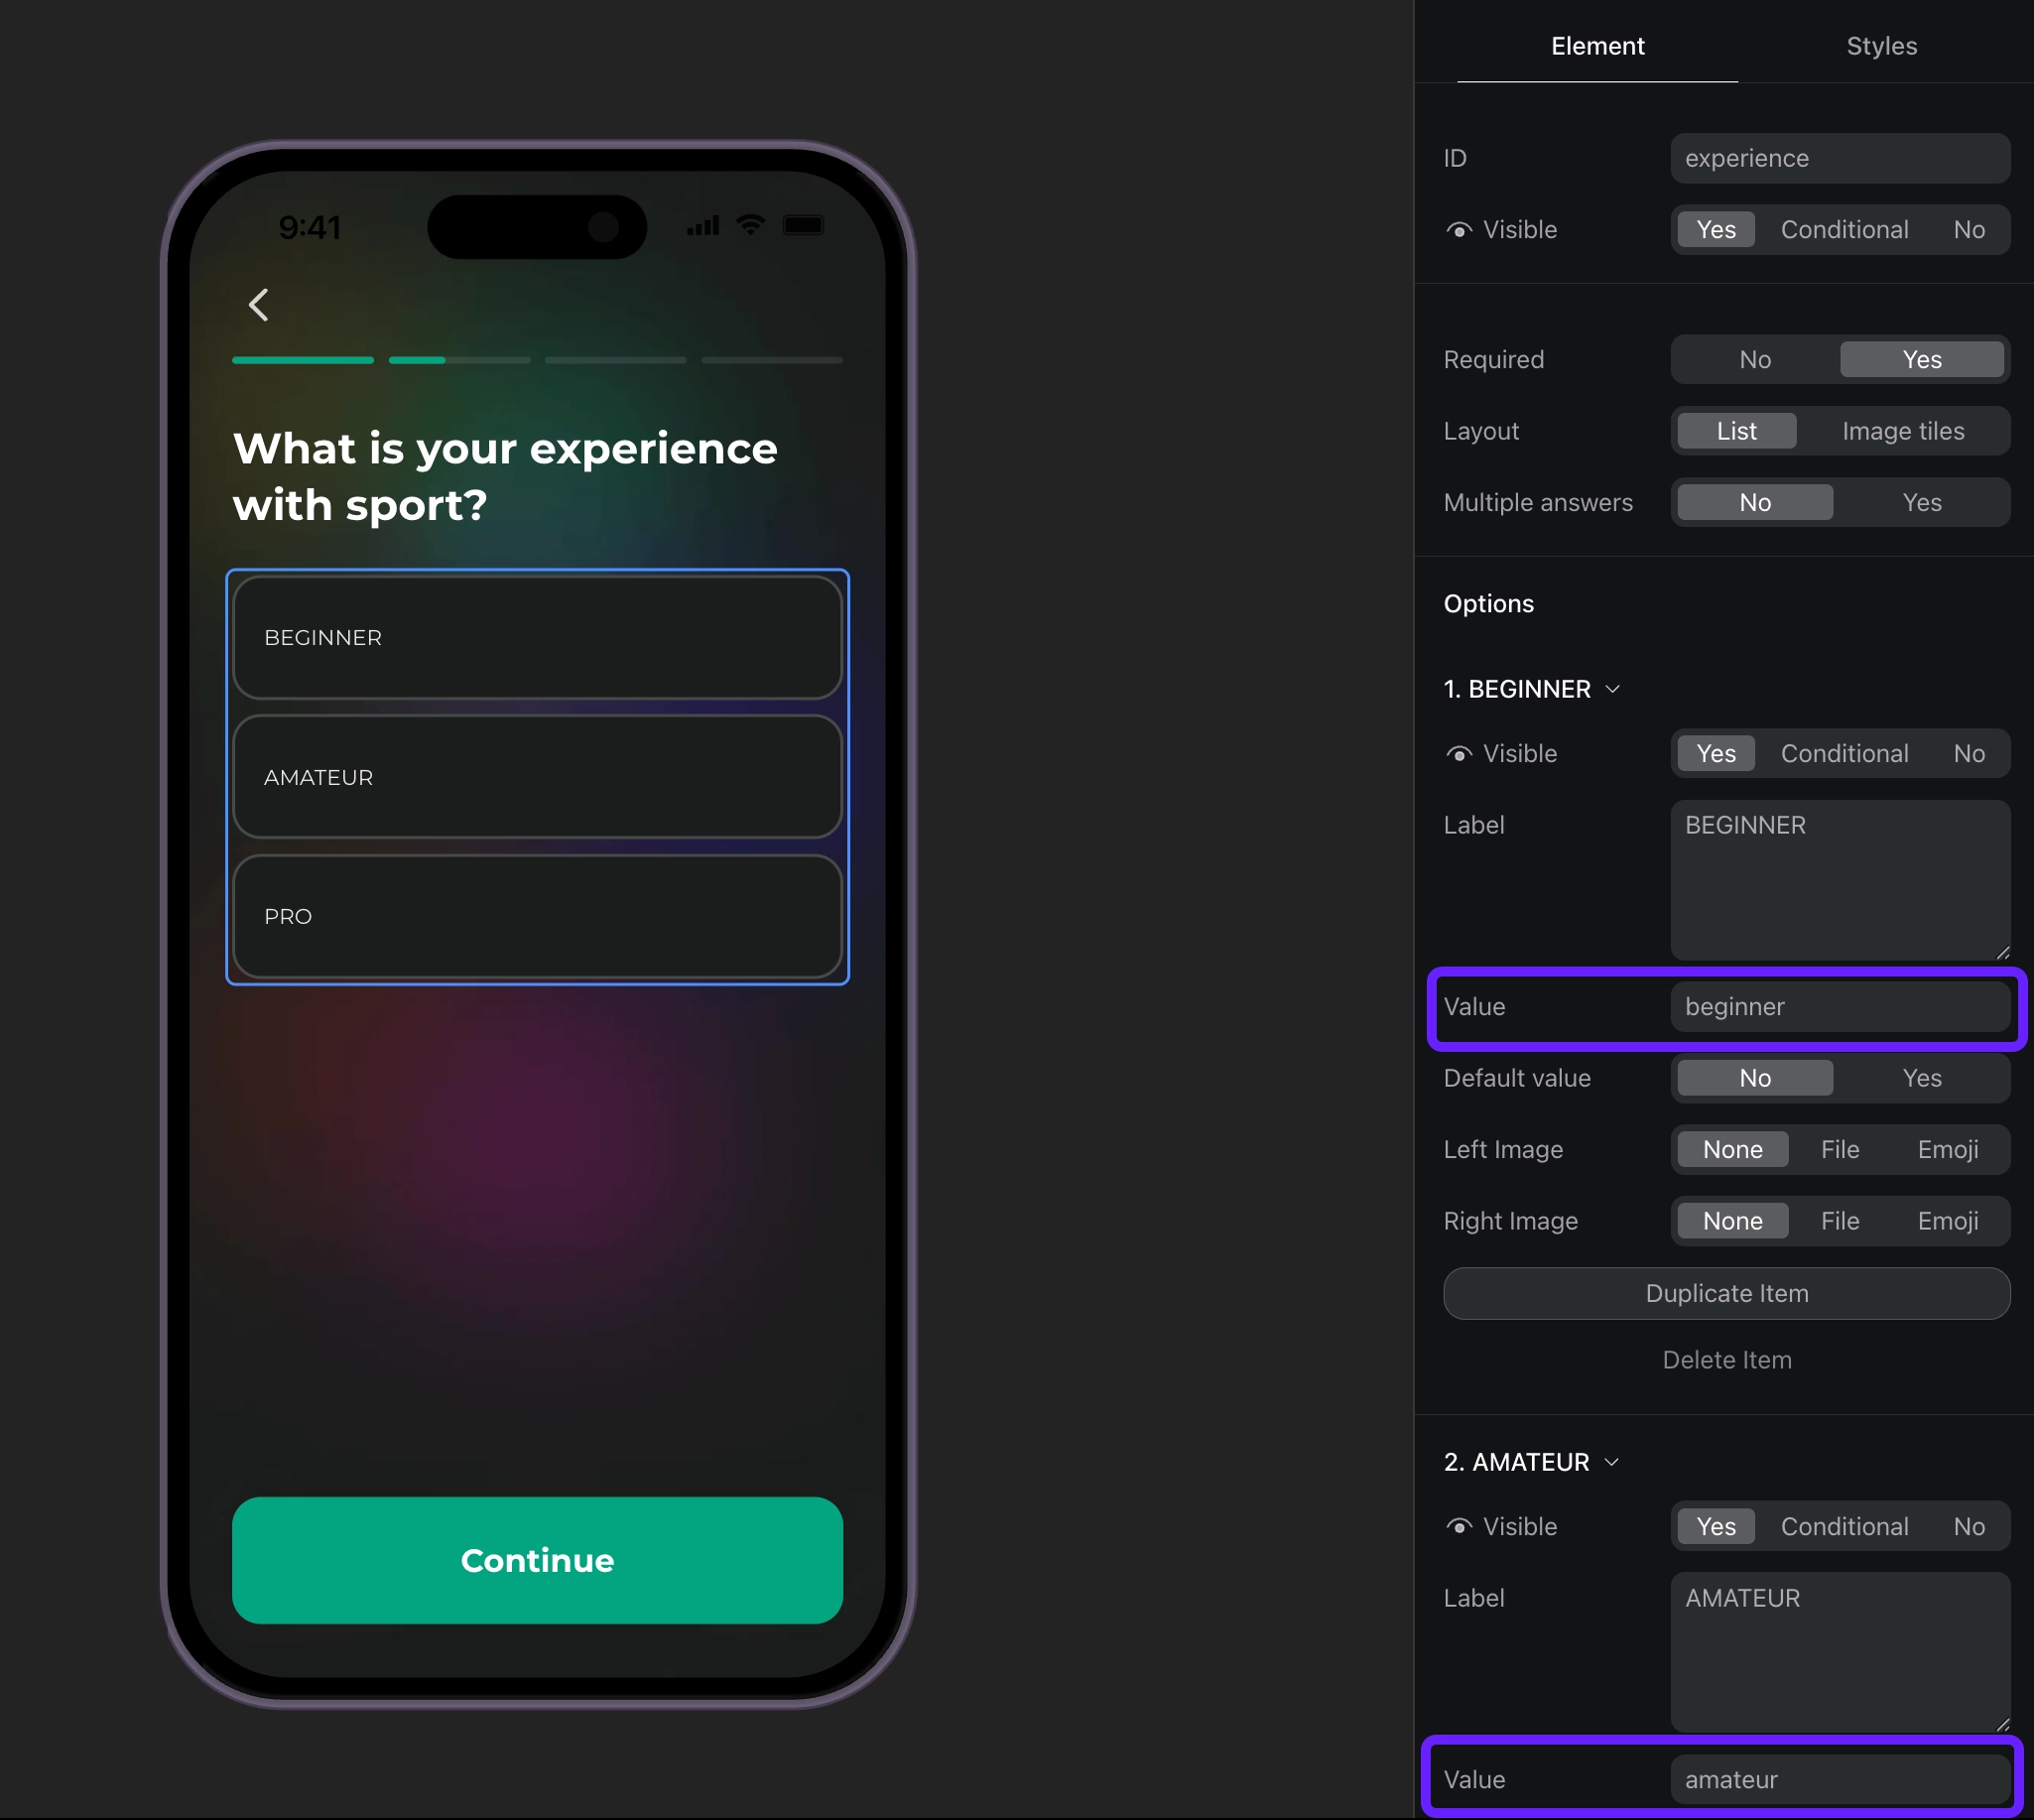 9:41
What is your experience
with sport?
BEGINNER
AMATEUR
PRO
Continue
Element Styles
ID experience
Visible Yes Conditional No
Required No Yes
Layout List Image tiles
Multiple answers No Yes
Options
1. BEGINNER
Visible Yes Conditional No
Label BEGINNER
Value beginner
Default value No Yes
Left Image None File Emoji
Right Image None File Emoji
Duplicate Item
Delete Item
2. AMATEUR
Visible Yes Conditional No
Label AMATEUR
Value amateur